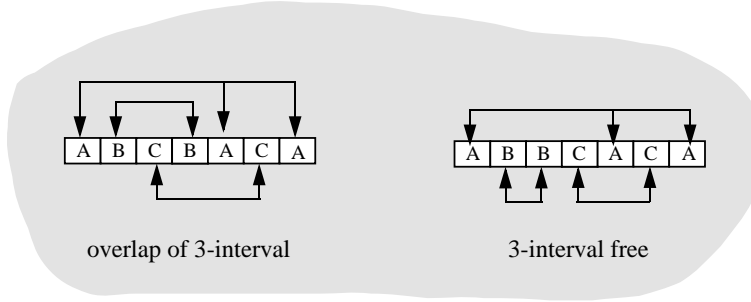 A B C B A C A
overlap of 3-interval
A B B C A C A
3-interval free